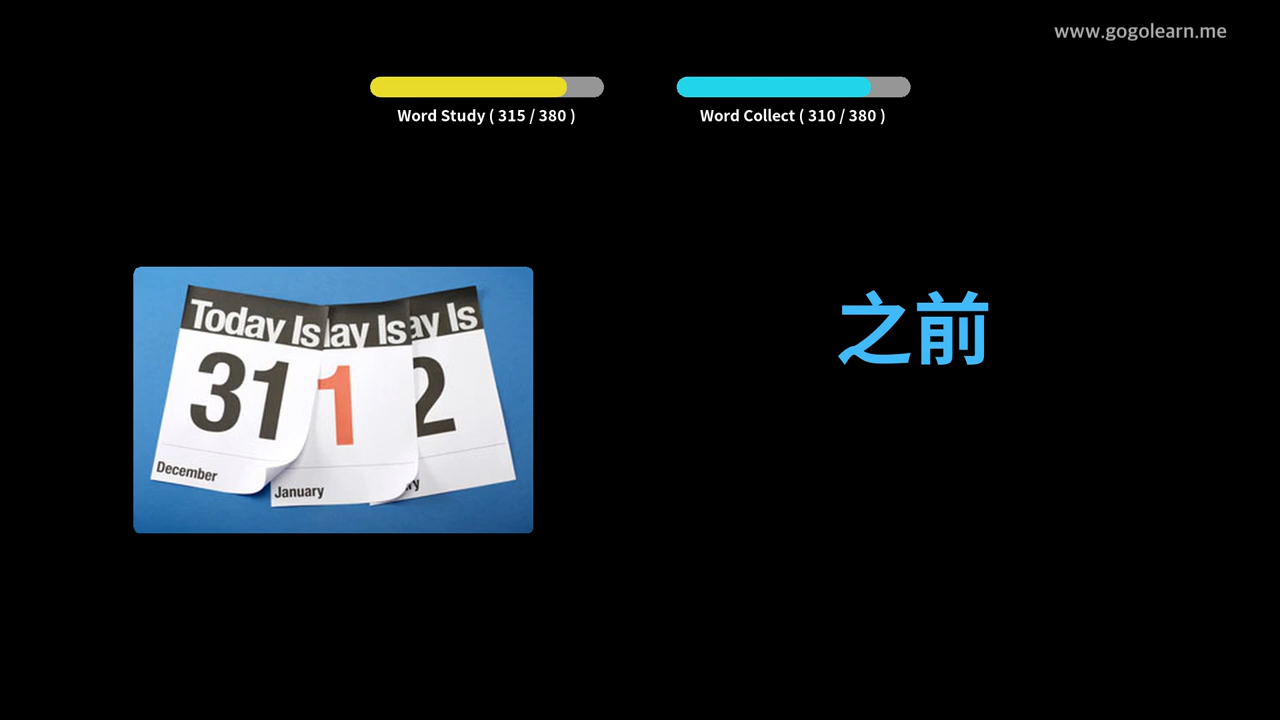 www.gogolearn.me
Word Study ( 315 / 380 )
Word Collect ( 310 / 380 )
Today Is
31
December
ay Is
1
January
ay Is
2
ry
之前